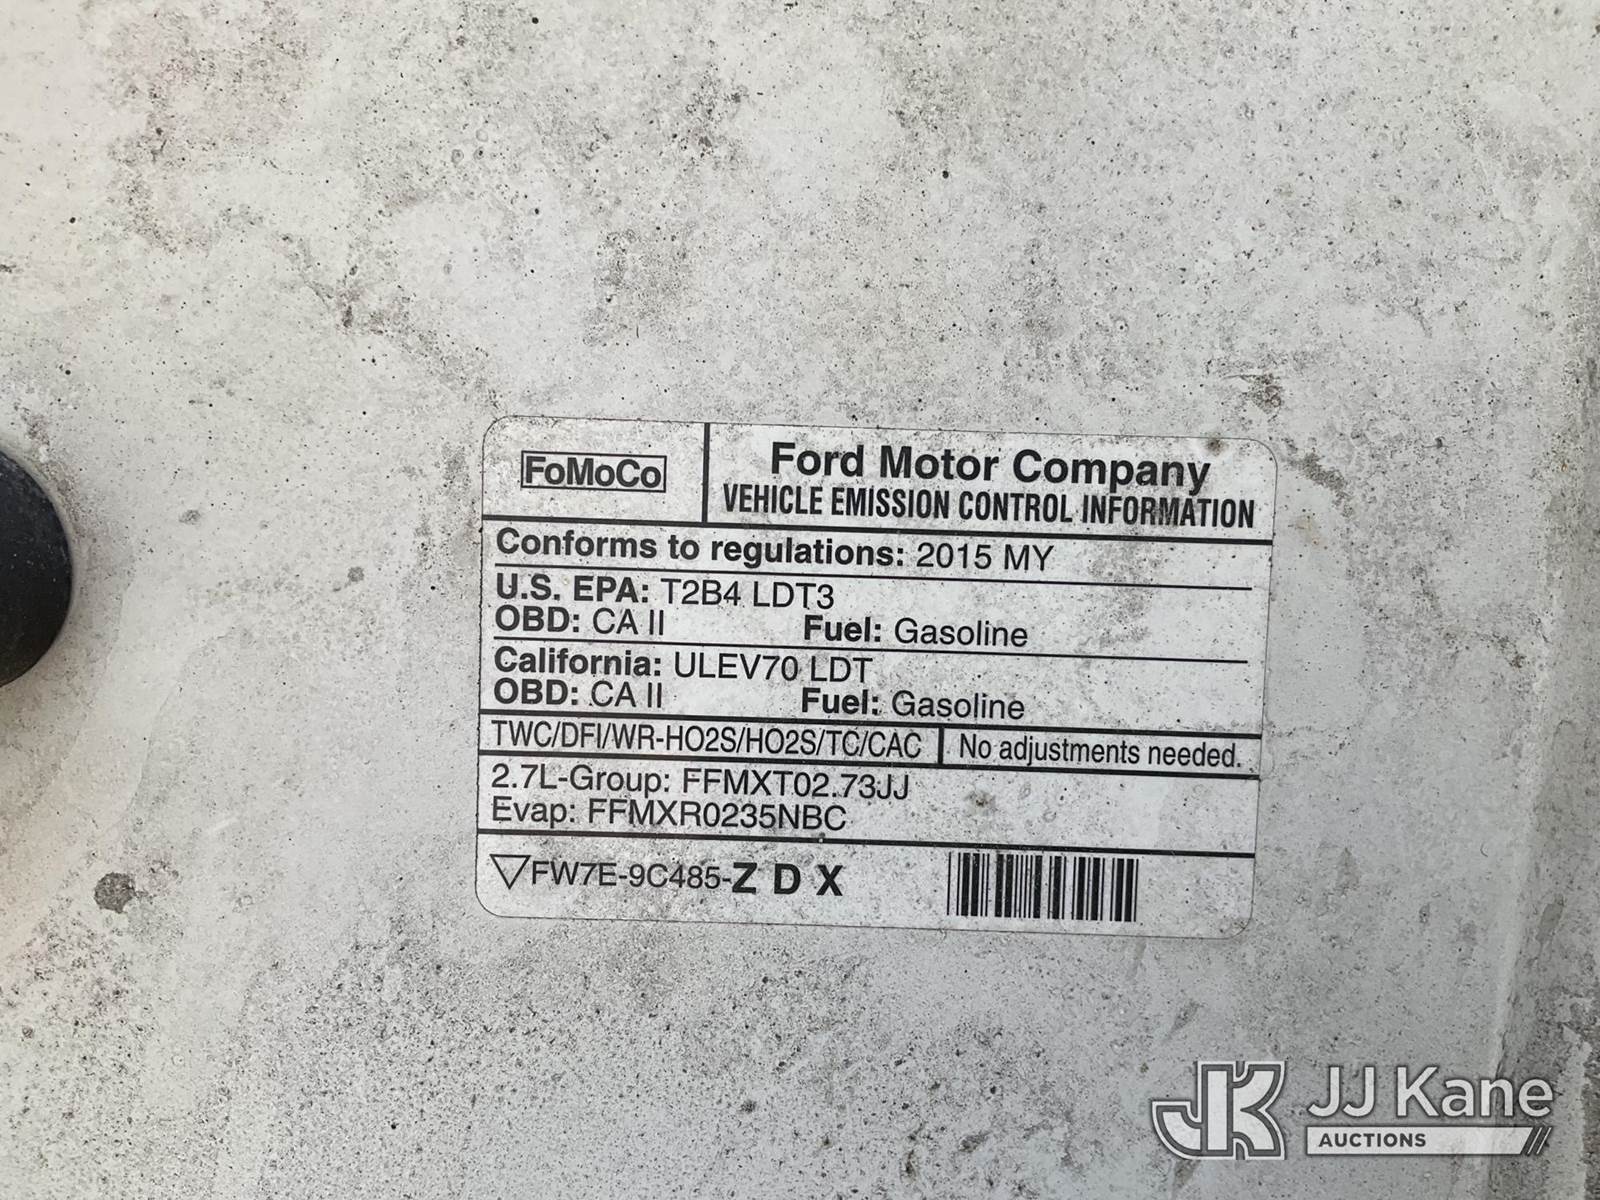 FoMoCo
Ford Motor Company
VEHICLE EMISSION CONTROL INFORMATION
Conforms to regulations: 2015 MY
U.S. EPA: T2B4 LDT3
OBD: CA II Fuel: Gasoline
California: ULEV70 LDT
OBD: CA II Fuel: Gasoline
TWC/DFI/WR-HO2S/HO2S/TC/CAC No adjustments needed.
2.7L-Group: FFMXT02.73JJ
Evap: FFMXR0235NBC
FW7E-9C485-Z D X
JK JJ Kane
AUCTIONS